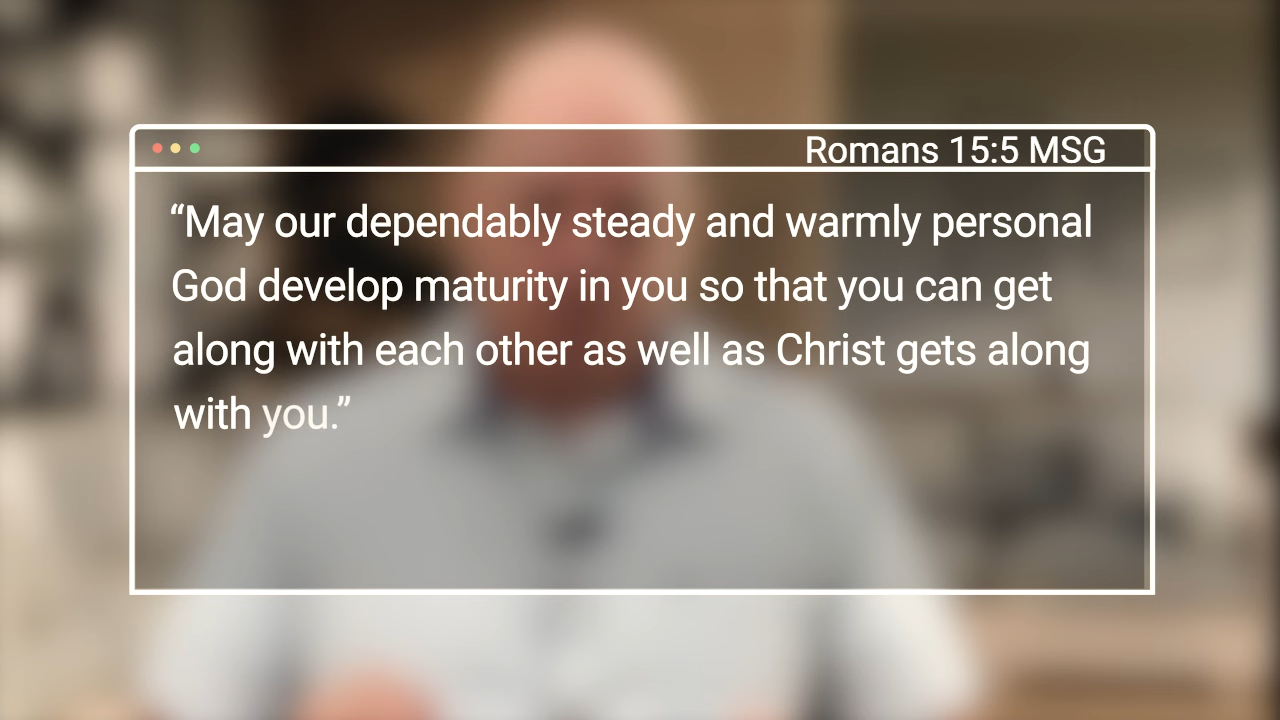 Romans 15:5 MSG
“May our dependably steady and warmly personal
God develop maturity in you so that you can get
along with each other as well as Christ gets along
with you.”